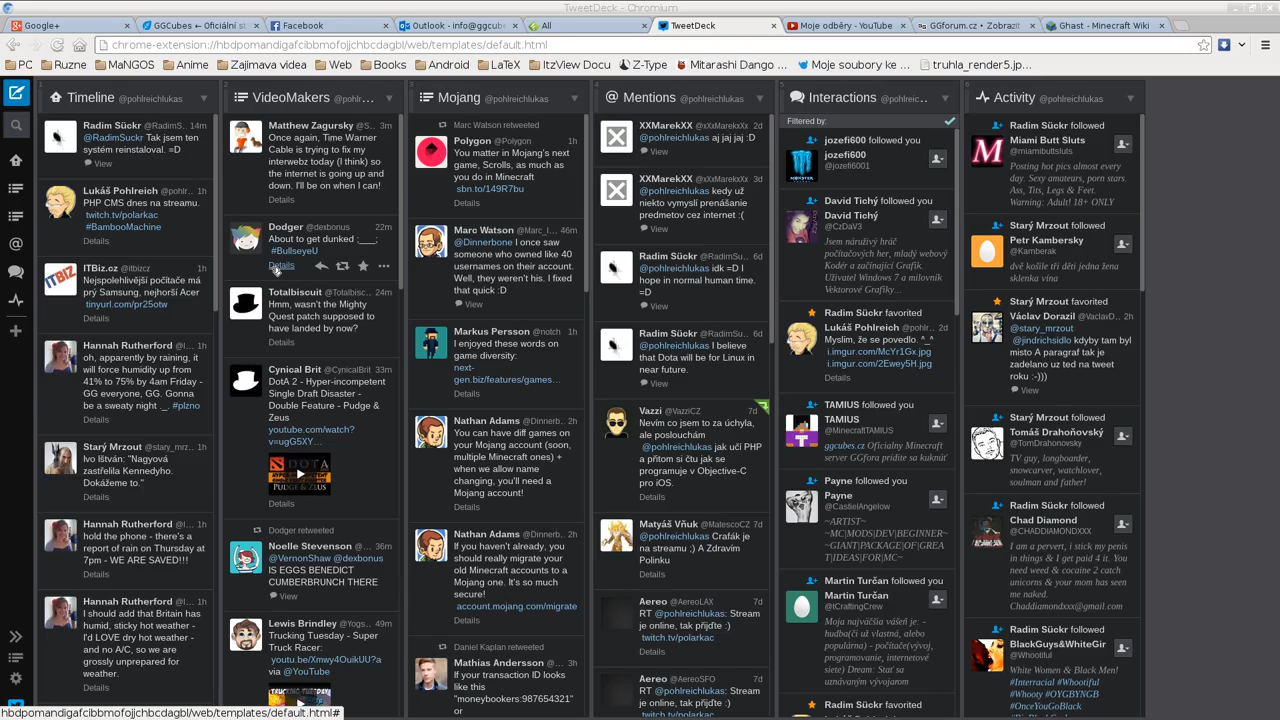 TweetDeck - Chromium
Google+
GGCubes ← Oficiální st
Facebook
Outlook - info@ggcube
All
TweetDeck
Moje odběry - YouTube
GGforum.cz • Zobrazit
Ghast - Minecraft Wiki
chrome-extension://hbdpomandigafcibbmofojjchbcdagbl/web/templates/default.html
PC
Ruzne
MaNGOS
Anime
Zajimava videa
Web
Books
Android
LaTeX
ItzView Docu
Z-Type
Mitarashi Dango ...
Moje soubory ke ...
truhla_render5.jp...
Timeline @pohlreichlukas
Radim Sückr @RadimS... 14m
@RadimSuckr Tak jsem ten
systém reinstaloval. =D
View
Lukáš Pohlreich @pohlr... 1h
PHP CMS dnes na streamu.
twitch.tv/polarkac
#BambooMachine
Details
ITBiz.cz @itbizcz 1h
Nejspolehlivější počítače má
prý Samsung, nejhorší Acer
tinyurl.com/pr25otw
Details
Hannah Rutherford @l... 1h
oh, apparently by raining, it
will force humidity up from
41% to 75% by 4am Friday -
GG everyone, GG. Gonna
be a sweaty night ._. #plzno
Details
Starý Mrzout @stary_mrz... 1h
Ivo Ištván: "Nagyová
zastřelila Kennedyho.
Dokážeme to."
Details
Hannah Rutherford @l... 1h
hold the phone - there's a
report of rain on Thursday at
7pm - WE ARE SAVED!!!
Details
Hannah Rutherford @l... 1h
I should add that Britain has
humid, sticky hot weather -
I'd LOVE dry hot weather -
and no A/C, so we are
grossly unprepared for
weather.
Details
VideoMakers @pohlr...
Matthew Zagursky @S... 3m
Once again, Time Warner
Cable is trying to fix my
interwebz today (I think) so
the internet is going up and
down. I'll be on when I can!
Details
Dodger @dexbonus 22m
About to get dunked ;____;
#BullseyeU
Details
Totalbiscuit @Totalbisc... 24m
Hmm, wasn't the Mighty
Quest patch supposed to
have landed by now?
Details
Cynical Brit @CynicalBrit 33m
DotA 2 - Hyper-incompetent
Single Draft Disaster -
Double Feature - Pudge &
Zeus
youtube.com/watch?
v=ugG5XY...
DOTA
PUDGE & ZEUS
Details
Dodger retweeted
Noelle Stevenson @... 36m
@VernonShaw @dexbonus
IS EGGS BENEDICT
CUMBERBRUNCH THERE
View
Lewis Brindley @Yogs... 49m
Trucking Tuesday - Super
Truck Racer:
youtu.be/Xmwy4OuikUU?a
via @YouTube
TRUCKING TUESDAY
Mojang @pohlreichlukas
Marc Watson retweeted
Polygon @Polygon 1h
You matter in Mojang's next
game, Scrolls, as much as
you do in Minecraft
sbn.to/149R7bu
Details
Marc Watson @Marc_I... 46m
@Dinnerbone I once saw
someone who owned like 40
usernames on their account.
Well, they weren't his. I fixed
that quick :D
View
Markus Persson @notch 1h
I enjoyed these words on
game diversity:
next-
gen.biz/features/games...
Details
Nathan Adams @Dinnerb... 1h
You can have diff games on
your Mojang account (soon,
multiple Minecraft ones) +
when we allow name
changing, you'll need a
Mojang account!
Details
Nathan Adams @Dinnerb... 2h
If you haven't already, you
should really migrate your
old Minecraft accounts to a
Mojang one. It's so much
secure!
account.mojang.com/migrate
Details
Daniel Kaplan retweeted
Mathias Andersson @... 3h
If your transaction ID looks
like this
"moneybookers:987654321"
or
Mentions @pohlreichlukas
XXMarekXX @xXxMarekxXx 2d
@pohlreichlukas aj jaj jaj :D
View
XXMarekXX @xXxMarekxXx 3d
@pohlreichlukas kedy už
niekto vymyslí prenášanie
predmetov cez internet :(
View
Radim Sückr @RadimSu... 6d
@pohlreichlukas idk =D I
hope in normal human time.
=D
View
Radim Sückr @RadimSu... 6d
@pohlreichlukas I believe
that Dota will be for Linux in
near future.
View
Vazzi @VazziCZ 7d
Nevím co jsem to za úchyla,
ale poslouchám
@pohlreichlukas jak učí PHP
a přitom si čtu jak se
programuje v Objective-C
pro iOS.
Details
Matyáš Vňuk @MatescoCZ 7d
@pohlreichlukas Crafák je
na streamu ;) A Zdravím
Polinku
Details
Aereo @AereoLAX 7d
RT @pohlreichlukas: Stream
je online, tak přijďte :)
twitch.tv/polarkac
Details
Aereo @AereoSFO 7d
RT @pohlreichlukas: Stream
je online, tak přijďte :)
twitch.tv/polarkac
Interactions @pohlreic...
Filtered by:
jozefi600 followed you
jozefi600
@jozefi6001
David Tichý followed you
David Tichý
@CzDaV3
Jsem náruživý hráč
počítačových her, mladý webový
Kodér a začínající Grafik.
Uživatel Windows 7 a milovník
Vektorové Grafiky...
Radim Sückr favorited
Lukáš Pohlreich @pohlr... 2d
Myslim, že se povedlo. ^_^
i.imgur.com/McYr1Gx.jpg
i.imgur.com/2Ewey5H.jpg
Details
TAMIUS followed you
TAMIUS
@MinecraftTAMIUS
ggcubes.cz Oficialny Minecraft
server GGfora prídite sa kuknúť
Payne followed you
Payne
@CastielAngelow
~ARTIST~
~MC|MODS|DEV|BEGINNER~
~GIANT|PACKAGE|OF|GREA
T|IDEAS|FOR|MC~
Martin Turčan followed you
Martin Turčan
@tCraftingCrew
Moja najväčšia vášeň je: -
hudba(či už vlastná, alebo
populárna) - počítače(vývoj,
programovanie, internetové
siete) Dream: Stať sa
uznávaným vývojarom
Radim Sückr favorited
Activity @pohlreichlukas
Radim Sückr followed
Miami Butt Sluts
@miamibuttsluts
Posting hot pics almost every
day. Sexy amateurs, porn stars.
Ass, Tits, Legs & Feet.
Warning: Adult! 18+ ONLY
Starý Mrzout followed
Petr Kambersky
@Kamberak
dvě košile tři děti jedna žena
sklenka vína
Starý Mrzout favorited
Václav Dorazil @VaclavD... 2h
@stary_mrzout
@jindrichsidlo kdyby tam byl
misto A paragraf tak je
zadelano uz ted na tweet
roku :-)))
View
Starý Mrzout followed
Tomáš Drahoňovský
@TomDrahonovsky
TV guy, longboarder,
snowcarver, watchlover,
soulman and father!
Radim Sückr followed
Chad Diamond
@CHADDIAMONDXXX
I am a pervert, i stick my penis
in things & I get paid 4 it. You
need weed & cocaine 2 catch
unicorns & your mom has seen
me naked.
Chaddiamondxxx@gmail.com
Radim Sückr followed
BlackGuys&WhiteGir
@Whootiful
White Women & Black Men!
#Interracial #Whootiful
#Whooty #OYGBYNGB
#OnceYouGoBlack
hbdpomandigafcibbmofojjchbcdagbl/web/templates/default.html#